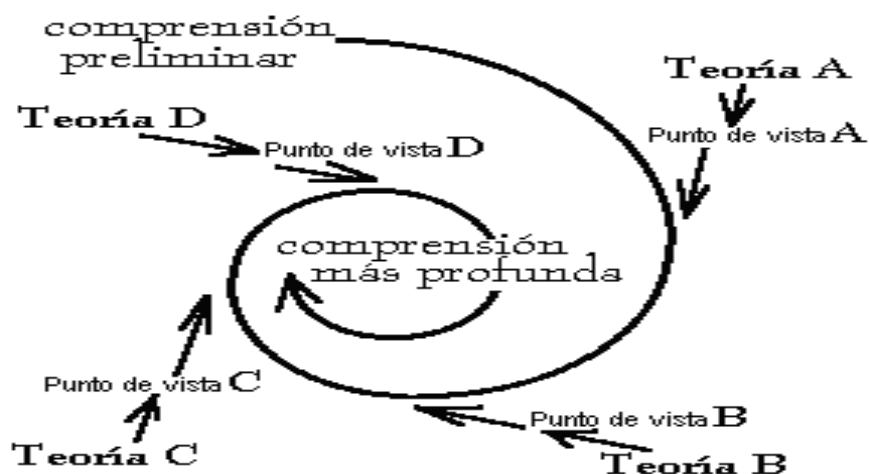 comprensión
preliminar
Teoría A
Punto de vista A
Teoría D
Punto de vista D
comprensión
más profunda
Punto de vista C
Teoría C
Punto de vista B
Teoría B